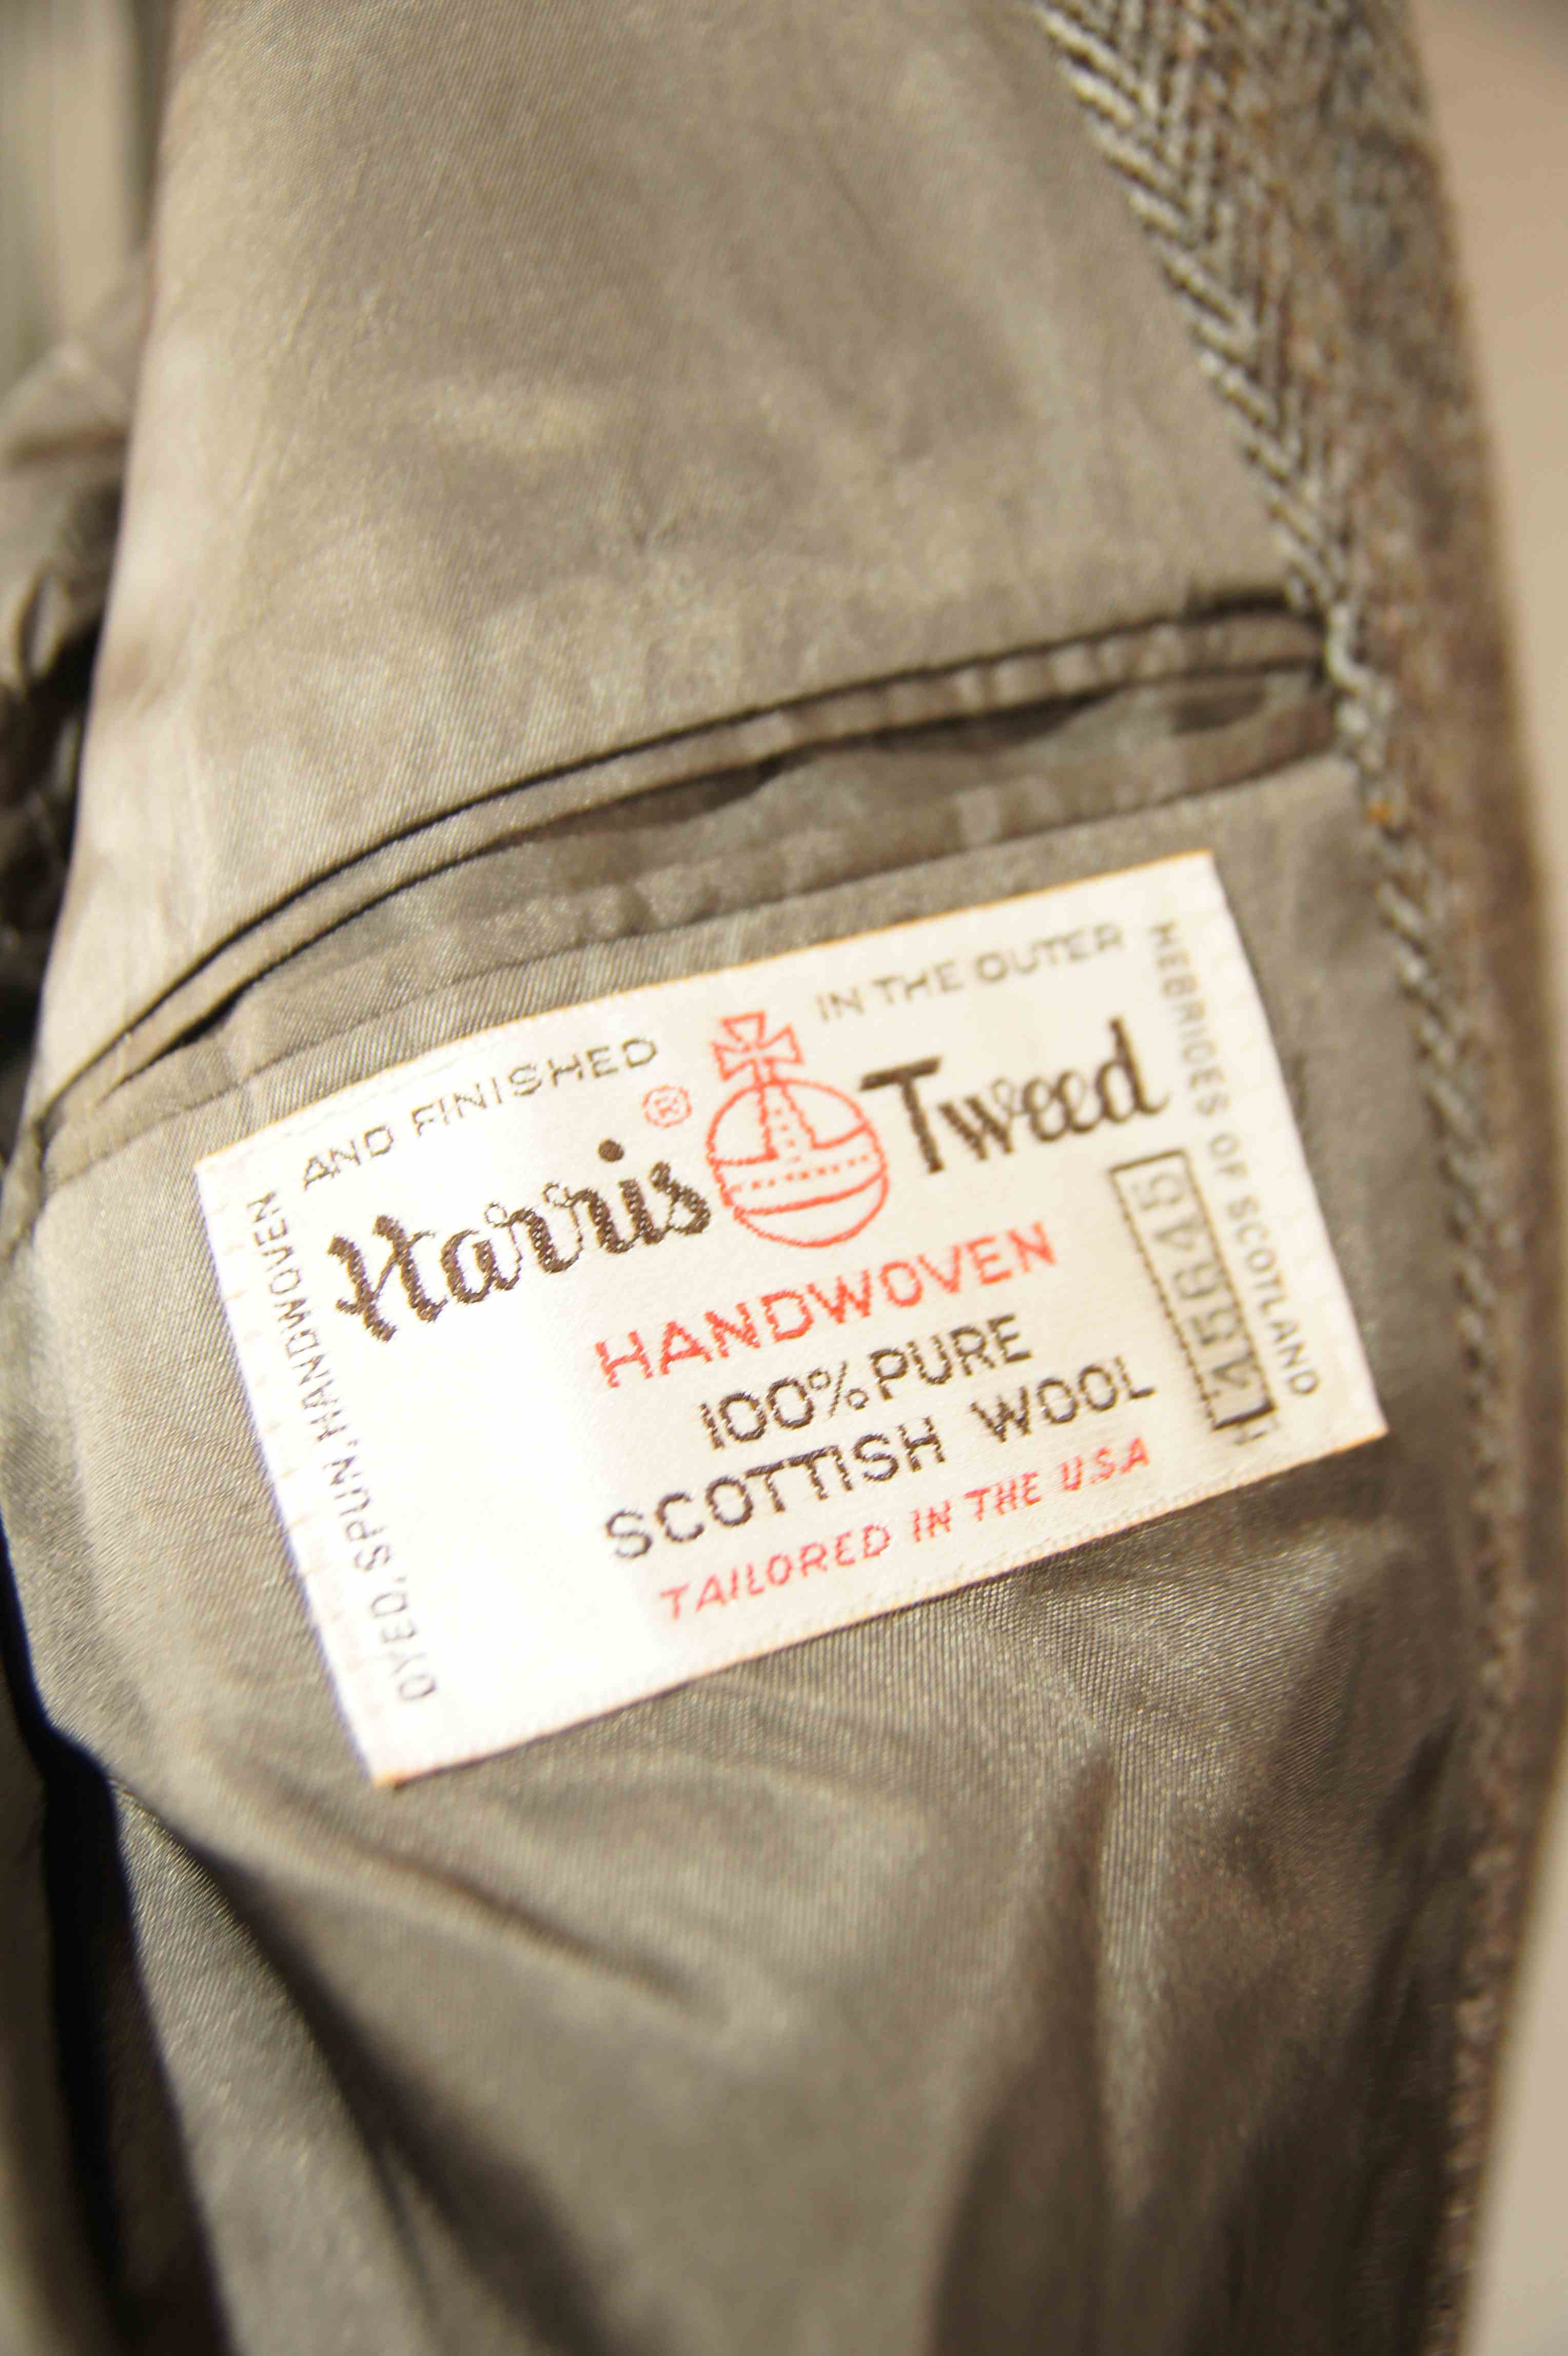 DYED, SPUN, HANDWOVEN
AND FINISHED
IN THE OUTER
HEBRIDES OF SCOTLAND
Harris ® Tweed
HANDWOVEN
100% PURE
SCOTTISH WOOL
TAILORED IN THE U.S.A